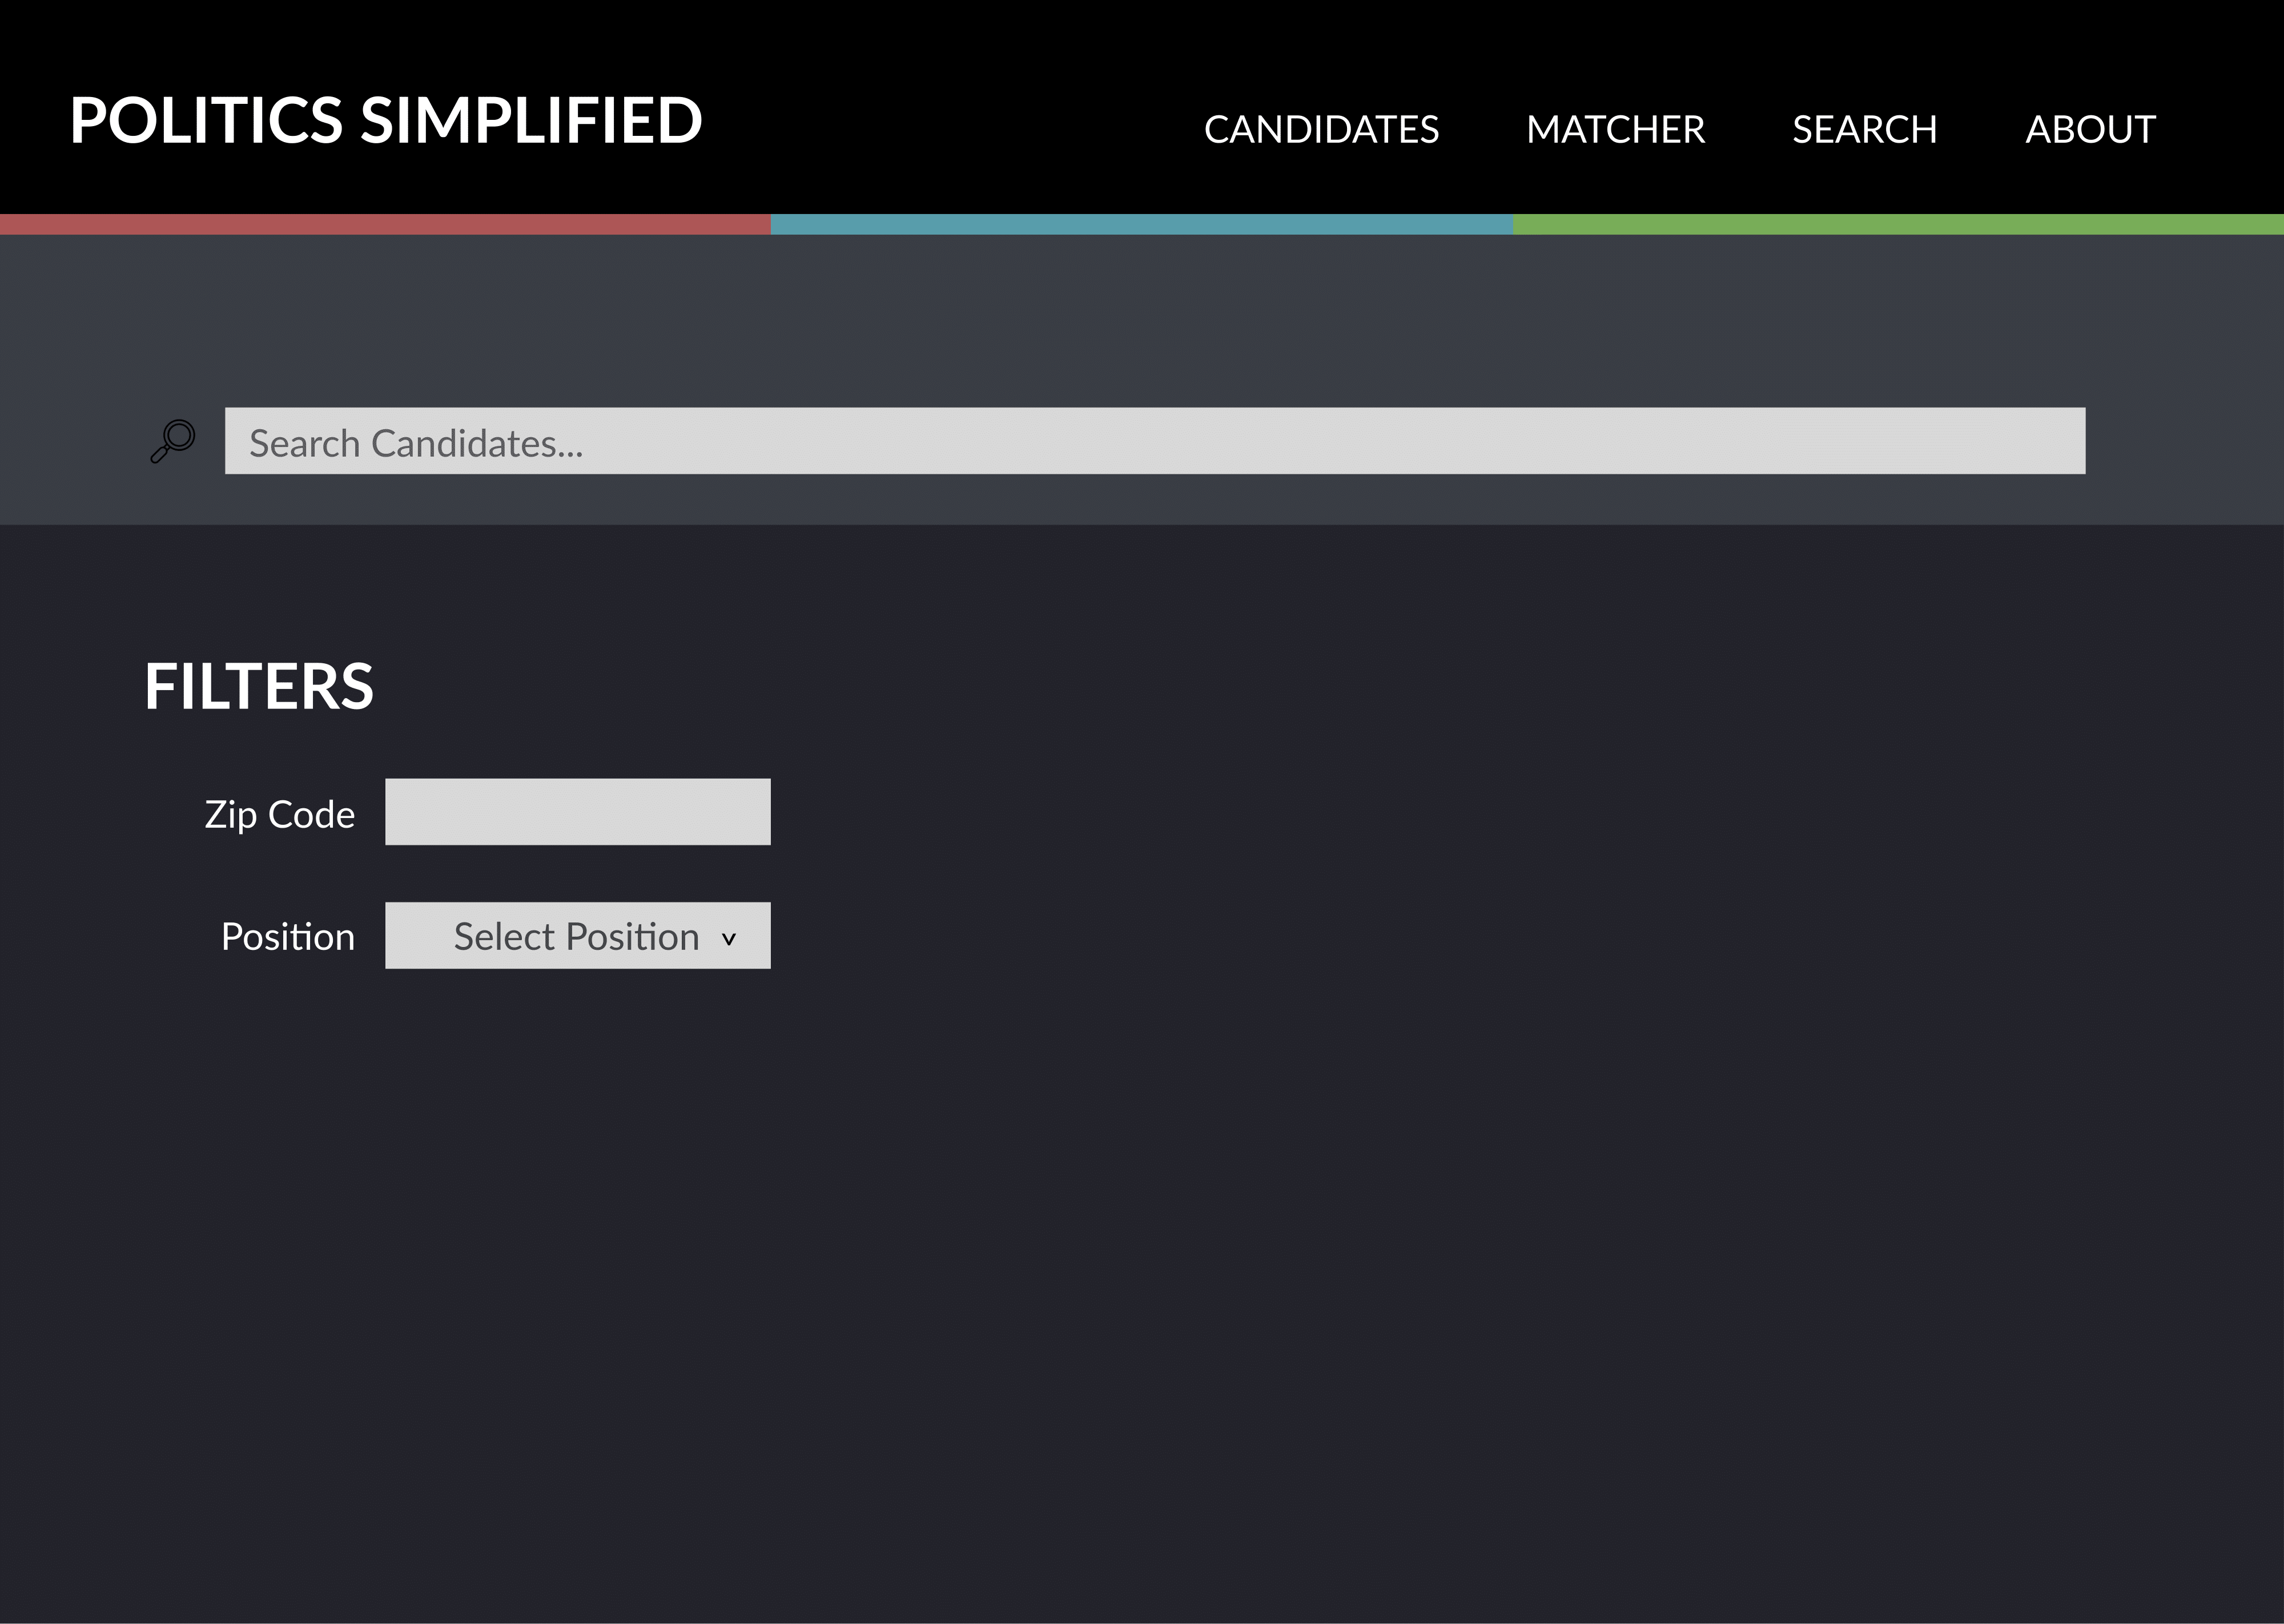 POLITICS SIMPLIFIED
CANDIDATES MATCHER SEARCH ABOUT
Search Candidates...
FILTERS
Zip Code
Position Select Position v